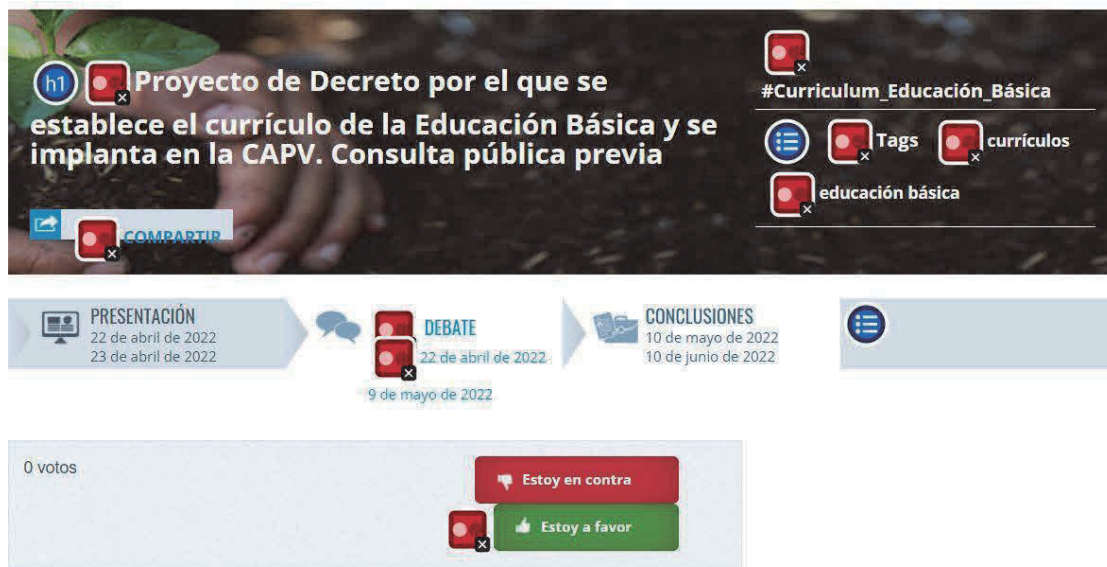 h1 Proyecto de Decreto por el que se
establece el currículo de la Educación Básica y se
implanta en la CAPV. Consulta pública previa
COMPARTIR
#Curriculum_Educación_Básica
Tags currículos
educación básica
PRESENTACIÓN
22 de abril de 2022
23 de abril de 2022
DEBATE
22 de abril de 2022
9 de mayo de 2022
CONCLUSIONES
10 de mayo de 2022
10 de junio de 2022
0 votos
Estoy en contra
Estoy a favor